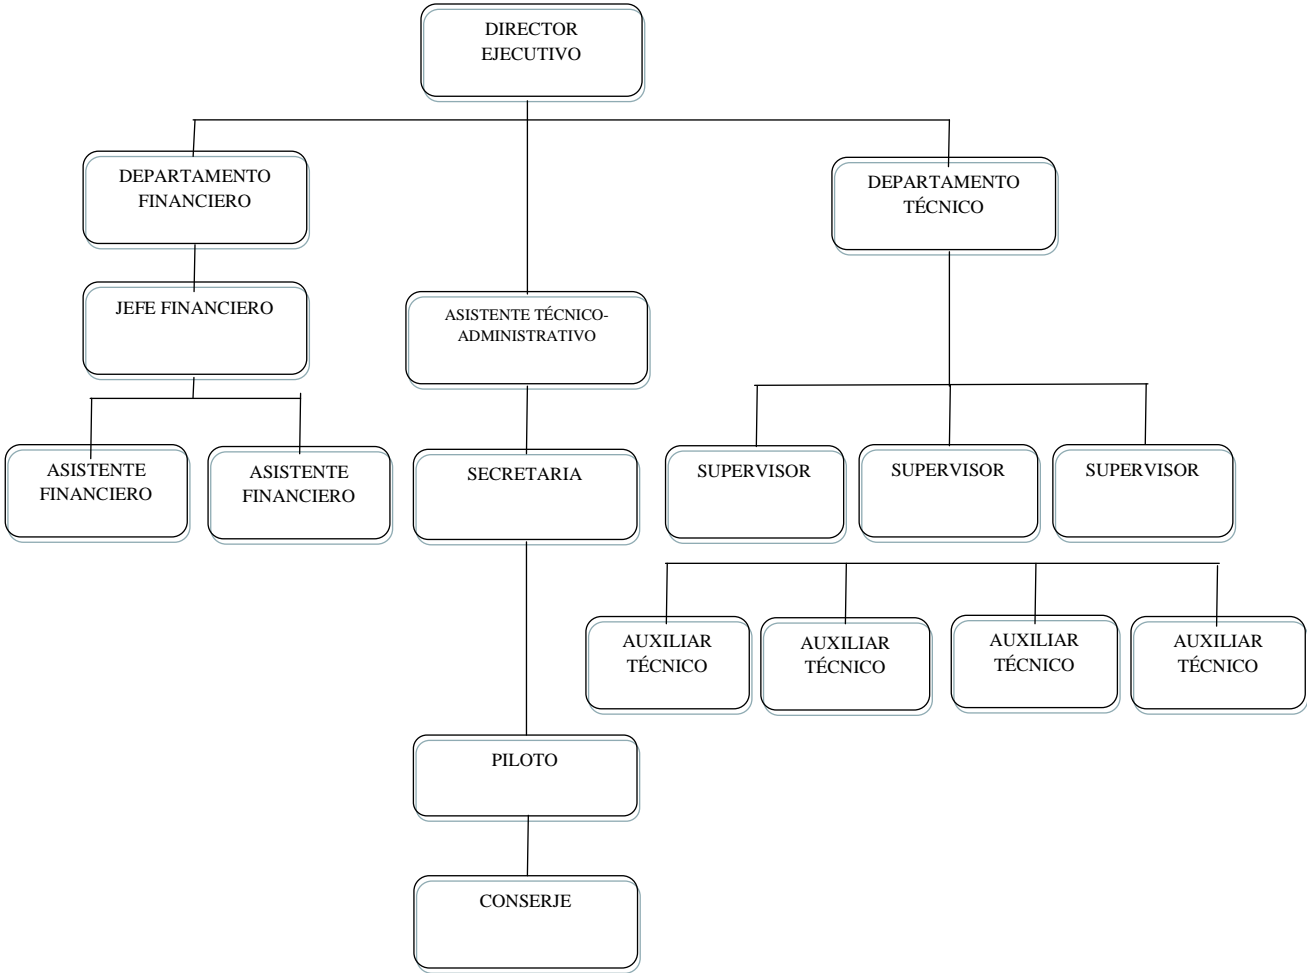 DIRECTOR
EJECUTIVO
DEPARTAMENTO
FINANCIERO
DEPARTAMENTO
TÉCNICO
JEFE FINANCIERO
ASISTENTE TÉCNICO-
ADMINISTRATIVO
ASISTENTE
FINANCIERO
ASISTENTE
FINANCIERO
SECRETARIA
SUPERVISOR
SUPERVISOR
SUPERVISOR
AUXILIAR
TÉCNICO
AUXILIAR
TÉCNICO
AUXILIAR
TÉCNICO
AUXILIAR
TÉCNICO
PILOTO
CONSERJE